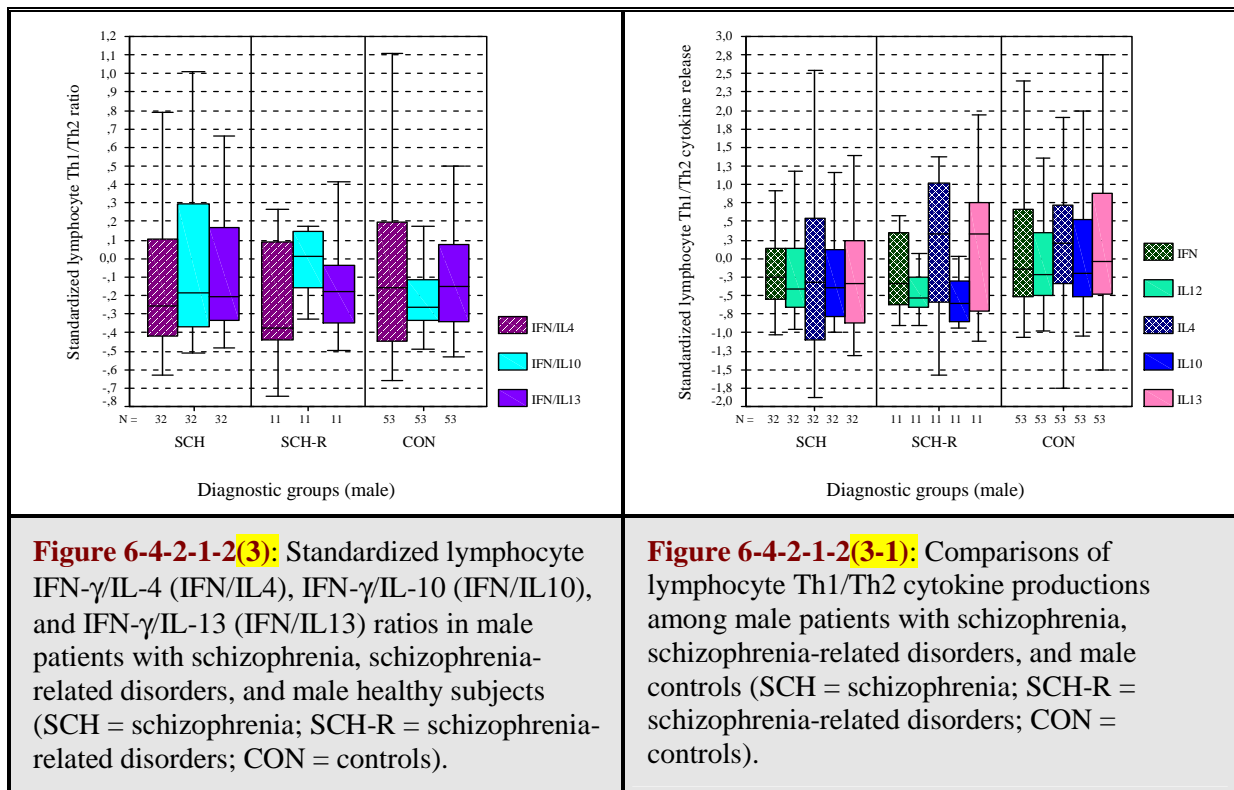 Standardized lymphocyte Th1/Th2 ratio
1,2
1,1
1,0
,9
,8
,7
,6
,5
,4
,3
,2
,1
0,0
-,1
-,2
-,3
-,4
-,5
-,6
-,7
-,8
N = 32 32 32 11 11 11 53 53 53
SCH SCH-R CON
Diagnostic groups (male)
IFN/IL4
IFN/IL10
IFN/IL13
Standardized lymphocyte Th1/Th2 cytokine release
3,0
2,8
2,5
2,3
2,0
1,8
1,5
1,3
1,0
,8
,5
,3
0,0
-,3
-,5
-,8
-1,0
-1,3
-1,5
-1,8
-2,0
N = 32 32 32 32 32 11 11 11 11 11 53 53 53 53 53
SCH SCH-R CON
Diagnostic groups (male)
IFN
IL12
IL4
IL10
IL13
Figure 6-4-2-1-2(3): Standardized lymphocyte
IFN-γ/IL-4 (IFN/IL4), IFN-γ/IL-10 (IFN/IL10),
and IFN-γ/IL-13 (IFN/IL13) ratios in male
patients with schizophrenia, schizophrenia-
related disorders, and male healthy subjects
(SCH = schizophrenia; SCH-R = schizophrenia-
related disorders; CON = controls).
Figure 6-4-2-1-2(3-1): Comparisons of
lymphocyte Th1/Th2 cytokine productions
among male patients with schizophrenia,
schizophrenia-related disorders, and male
controls (SCH = schizophrenia; SCH-R =
schizophrenia-related disorders; CON =
controls).